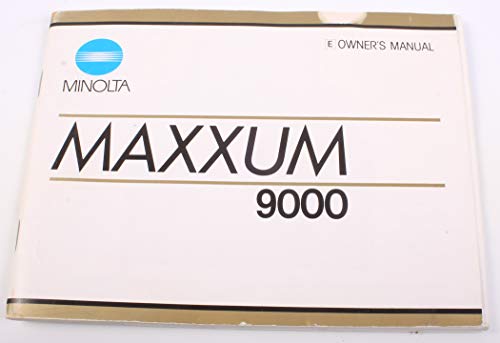 E OWNER'S MANUAL
MINOLTA
MAXXUM
9000